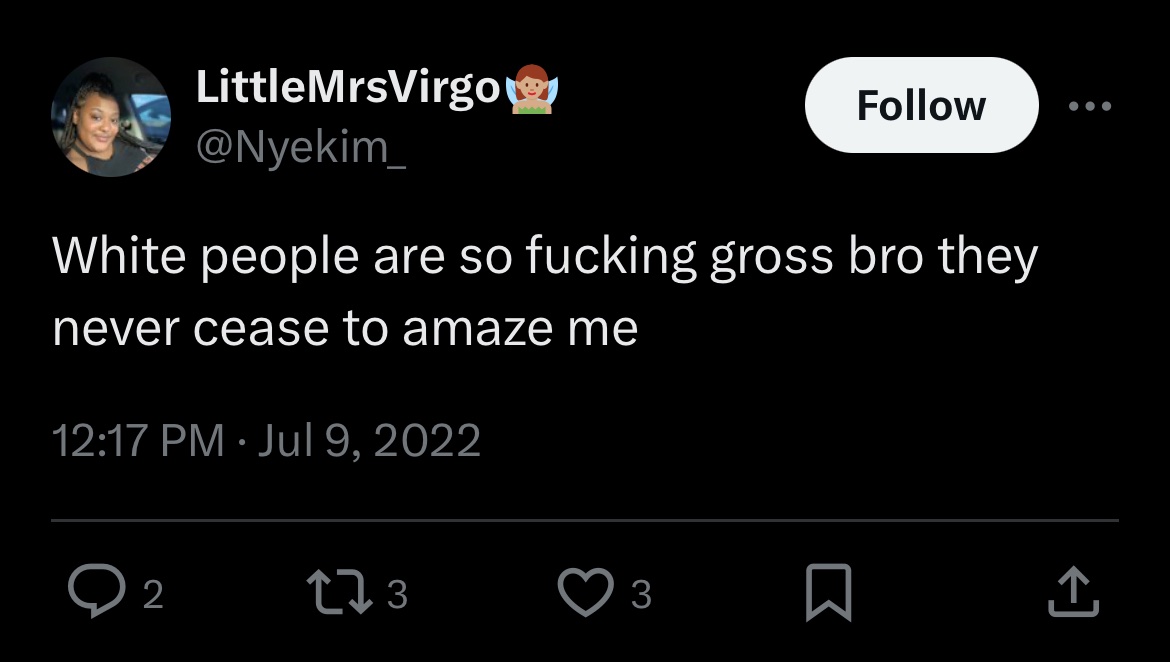 LittleMrsVirgo🧚🏽‍♀️
@Nyekim_
Follow
White people are so fucking gross bro they
never cease to amaze me
12:17 PM · Jul 9, 2022
2 3 3